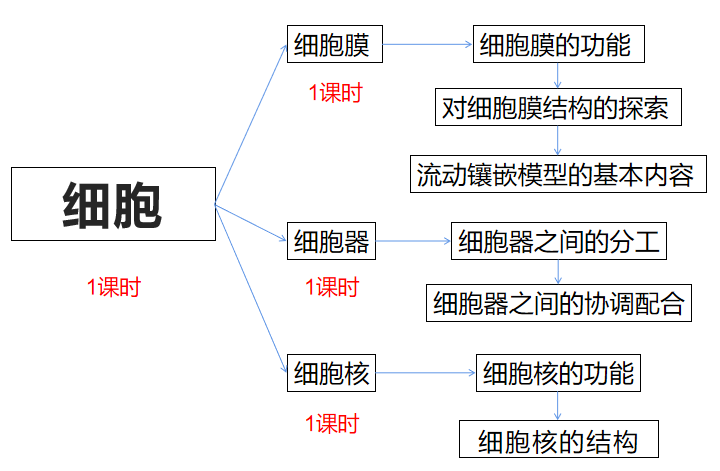 细胞
1课时
细胞膜
1课时
细胞膜的功能
对细胞膜结构的探索
流动镶嵌模型的基本内容
细胞器
1课时
细胞器之间的分工
细胞器之间的协调配合
细胞核
1课时
细胞核的功能
细胞核的结构